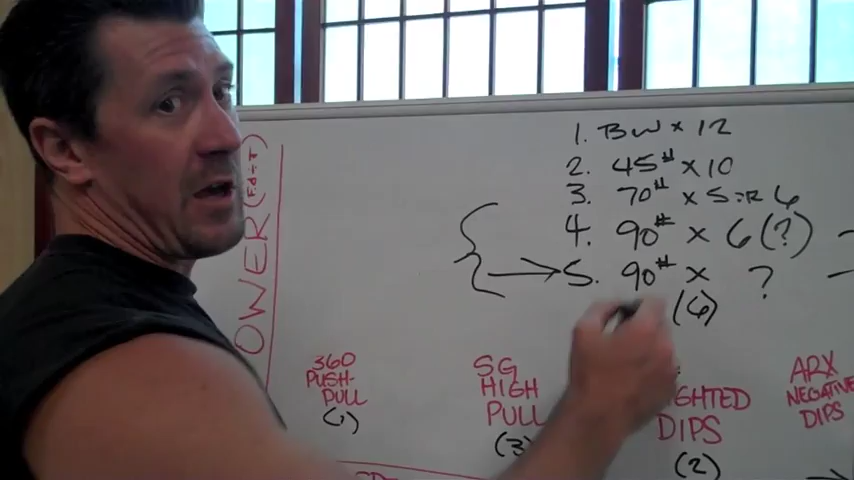 1. BW x 12
2. 45# x 10
3. 70# x 5 or 6
4. 90# x 6 (?)
5. 90# x ?
(6)
POWER (Fd÷T)
360 PUSH-PULL (1)
SG HIGH PULL (3)
DIPS (2)
ARX NEGATIVE DIPS